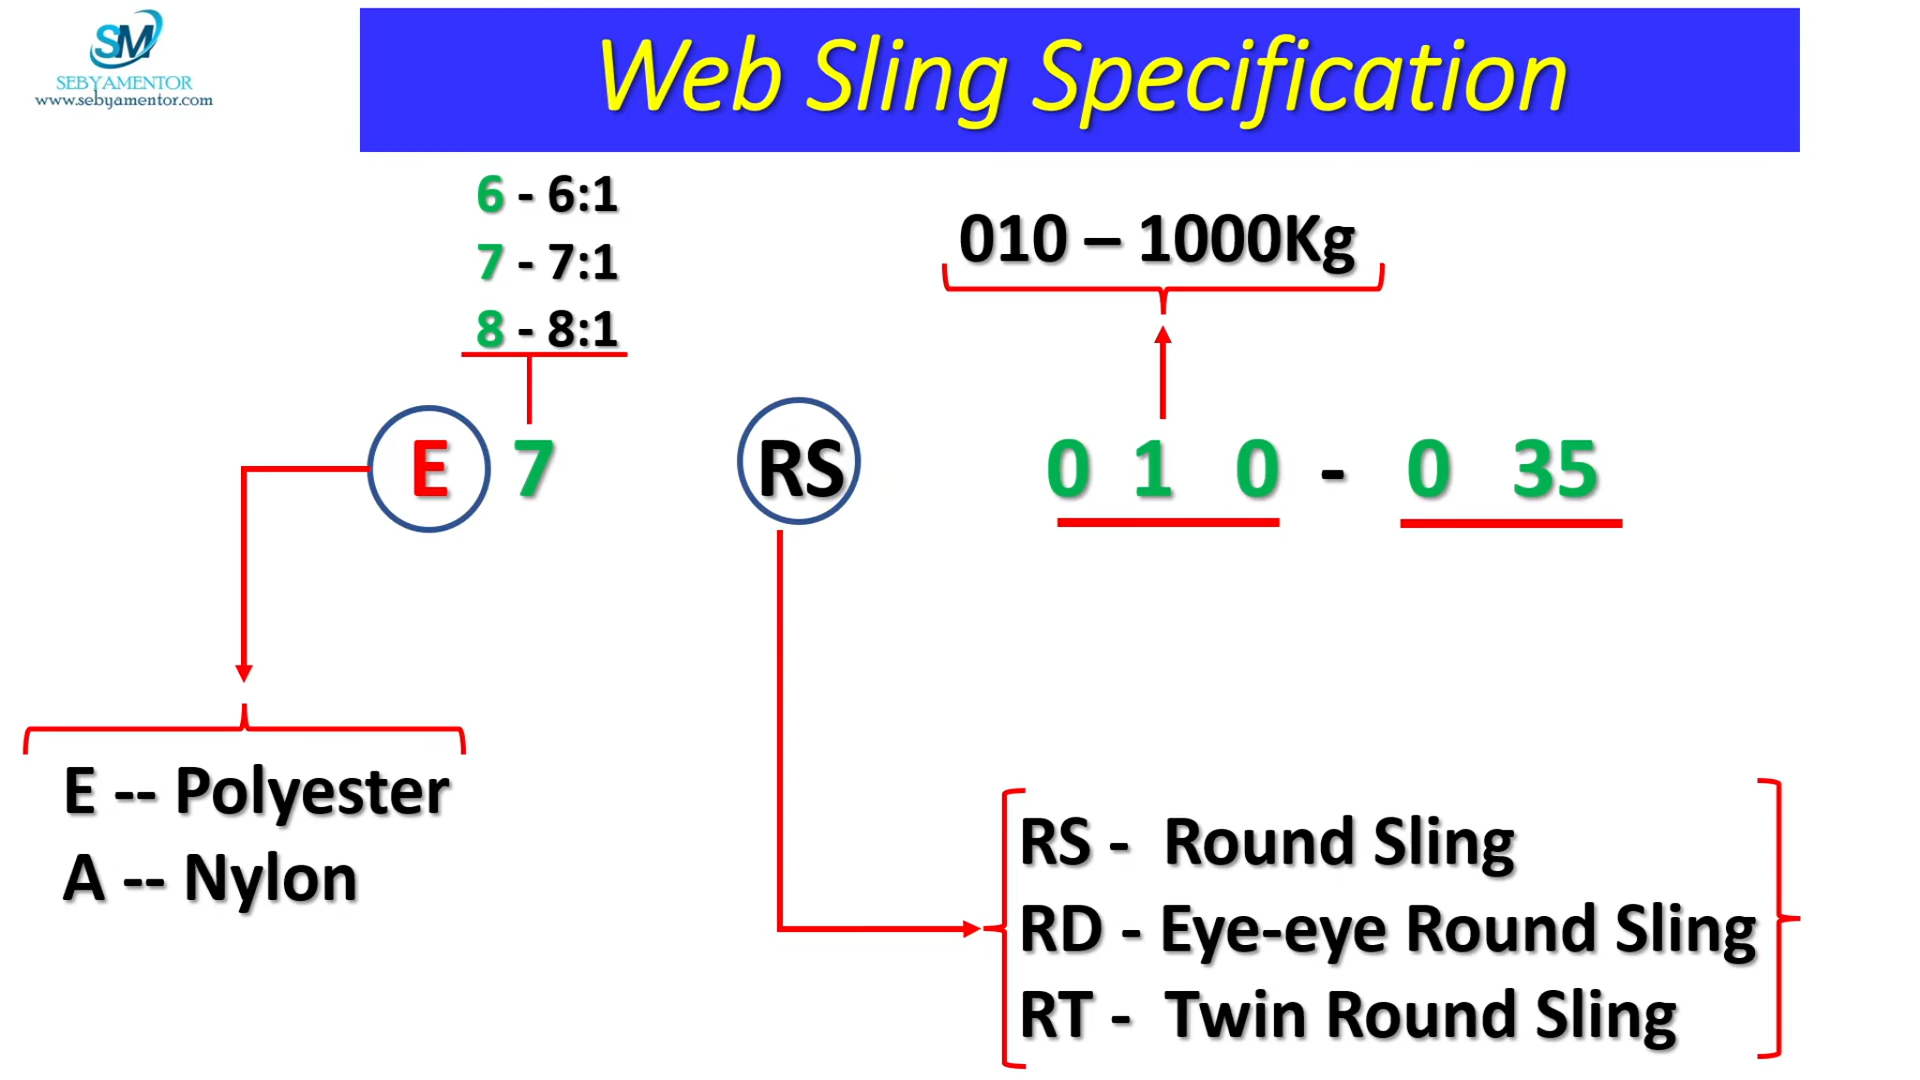 SM
SEBYAMENTOR
www.sebyamentor.com
Web Sling Specification
6 - 6:1
7 - 7:1
8 - 8:1
010 – 1000Kg
E 7 RS 0 1 0 - 0 35
E -- Polyester
A -- Nylon
RS - Round Sling
RD - Eye-eye Round Sling
RT - Twin Round Sling